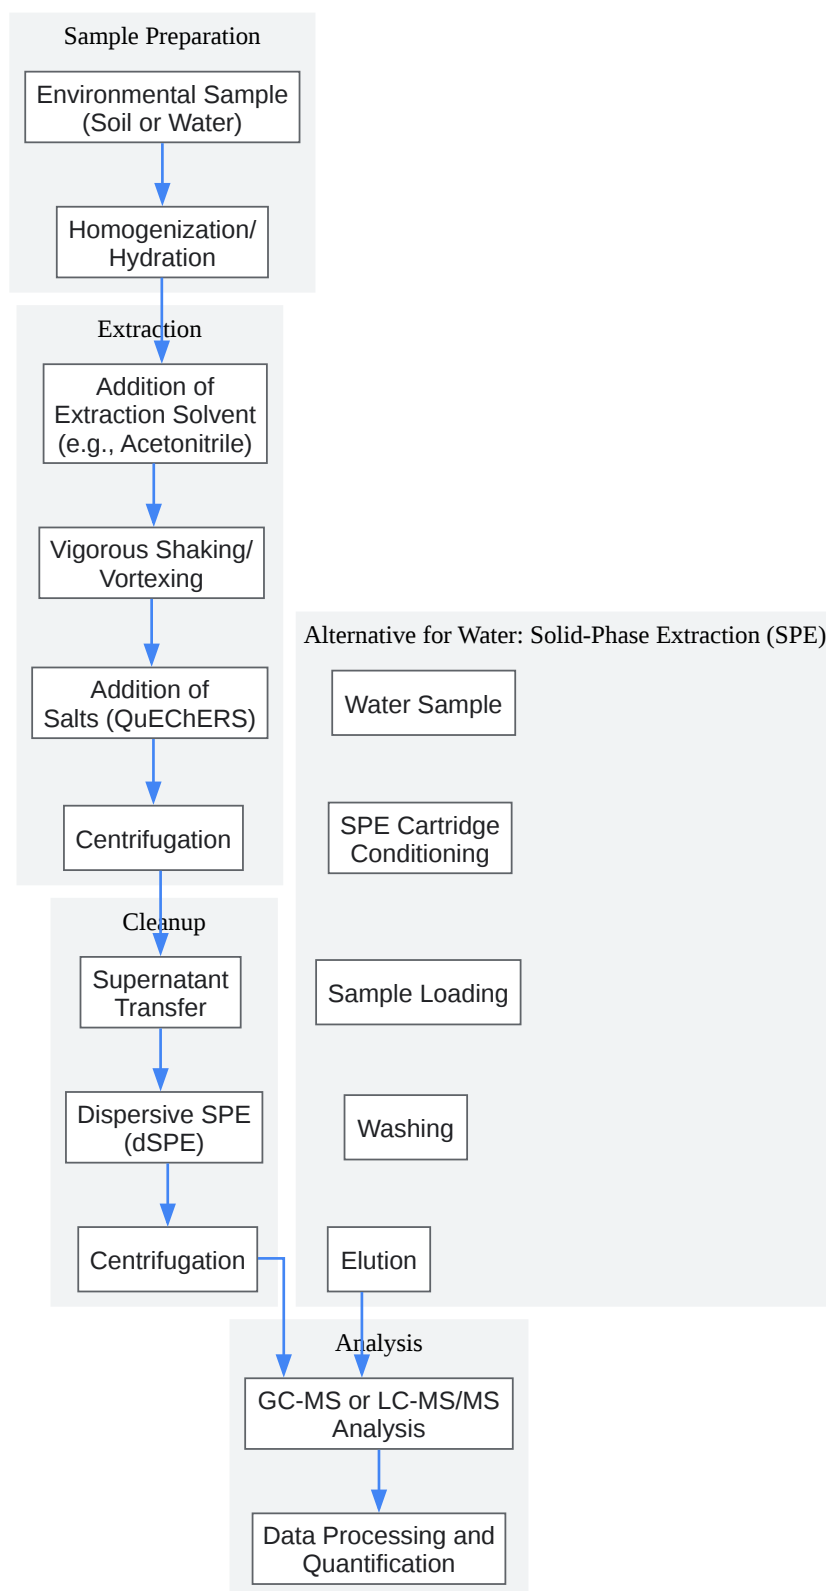 Sample Preparation
Environmental Sample
(Soil or Water)
Homogenization/
Hydration
Extraction
Addition of
Extraction Solvent
(e.g., Acetonitrile)
Vigorous Shaking/
Vortexing
Addition of
Salts (QuEChERS)
Centrifugation
Cleanup
Supernatant
Transfer
Dispersive SPE
(dSPE)
Centrifugation
Alternative for Water: Solid-Phase Extraction (SPE)
Water Sample
SPE Cartridge
Conditioning
Sample Loading
Washing
Elution
Analysis
GC-MS or LC-MS/MS
Analysis
Data Processing and
Quantification